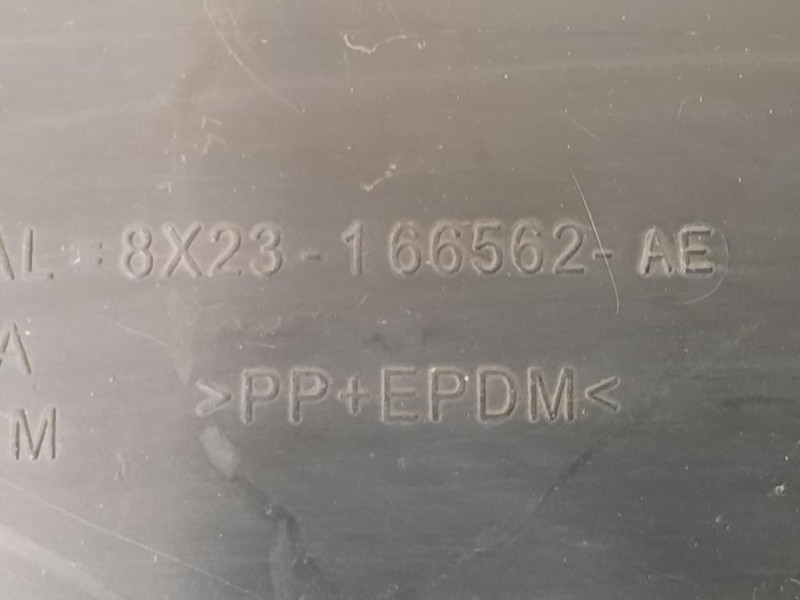 AL : 8X23-166562-AE
A
>PP+EPDM<
M